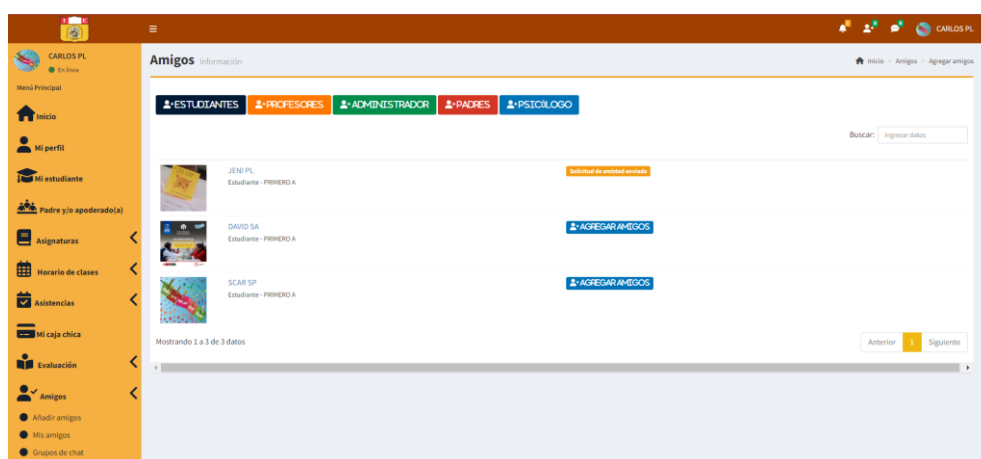 CARLOS PL
CARLOS PL
En línea
Menú Principal
Inicio
Mi perfil
Mi estudiante
Padre y/o apoderado(a)
Asignaturas
Horario de clases
Asistencias
Mi caja chica
Evaluación
Amigos
Añadir amigos
Mis amigos
Grupos de chat
Amigos Información
Inicio > Amigos > Agregar amigos
ESTUDIANTES PROFESORES ADMINISTRADOR PADRES PSICÓLOGO
Buscar: Ingresar datos
JENI PL
Estudiante - PRIMERO A
Solicitud de amistad enviada
DAVID SA
Estudiante - PRIMERO A
AGREGAR AMIGOS
SCAR SP
Estudiante - PRIMERO A
AGREGAR AMIGOS
Mostrando 1 a 3 de 3 datos
Anterior 1 Siguiente